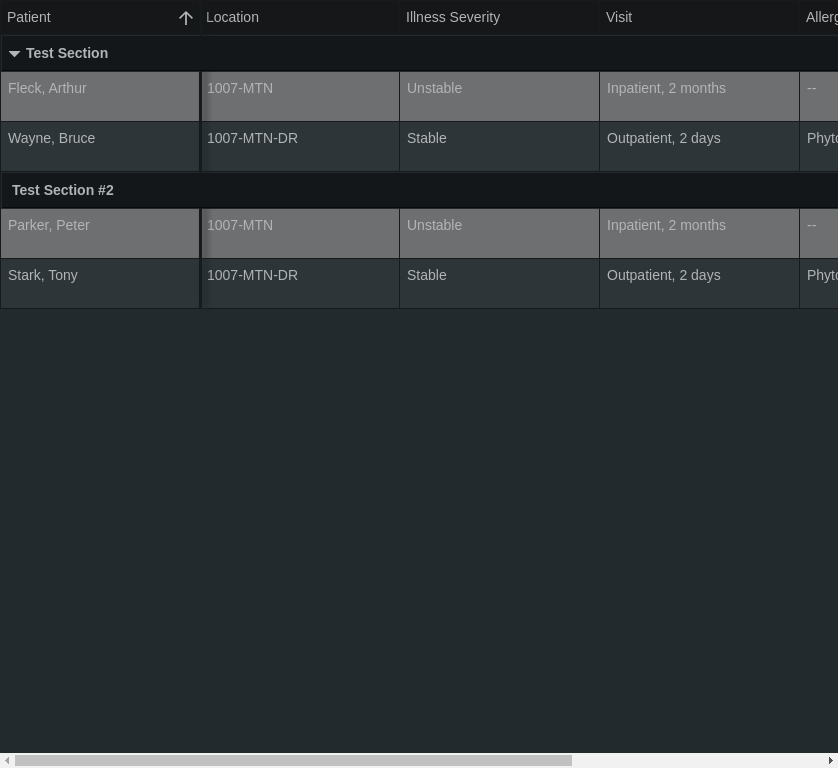 Patient Location Illness Severity Visit Allerg
Test Section
Fleck, Arthur 1007-MTN Unstable Inpatient, 2 months --
Wayne, Bruce 1007-MTN-DR Stable Outpatient, 2 days Phyto
Test Section #2
Parker, Peter 1007-MTN Unstable Inpatient, 2 months --
Stark, Tony 1007-MTN-DR Stable Outpatient, 2 days Phyto